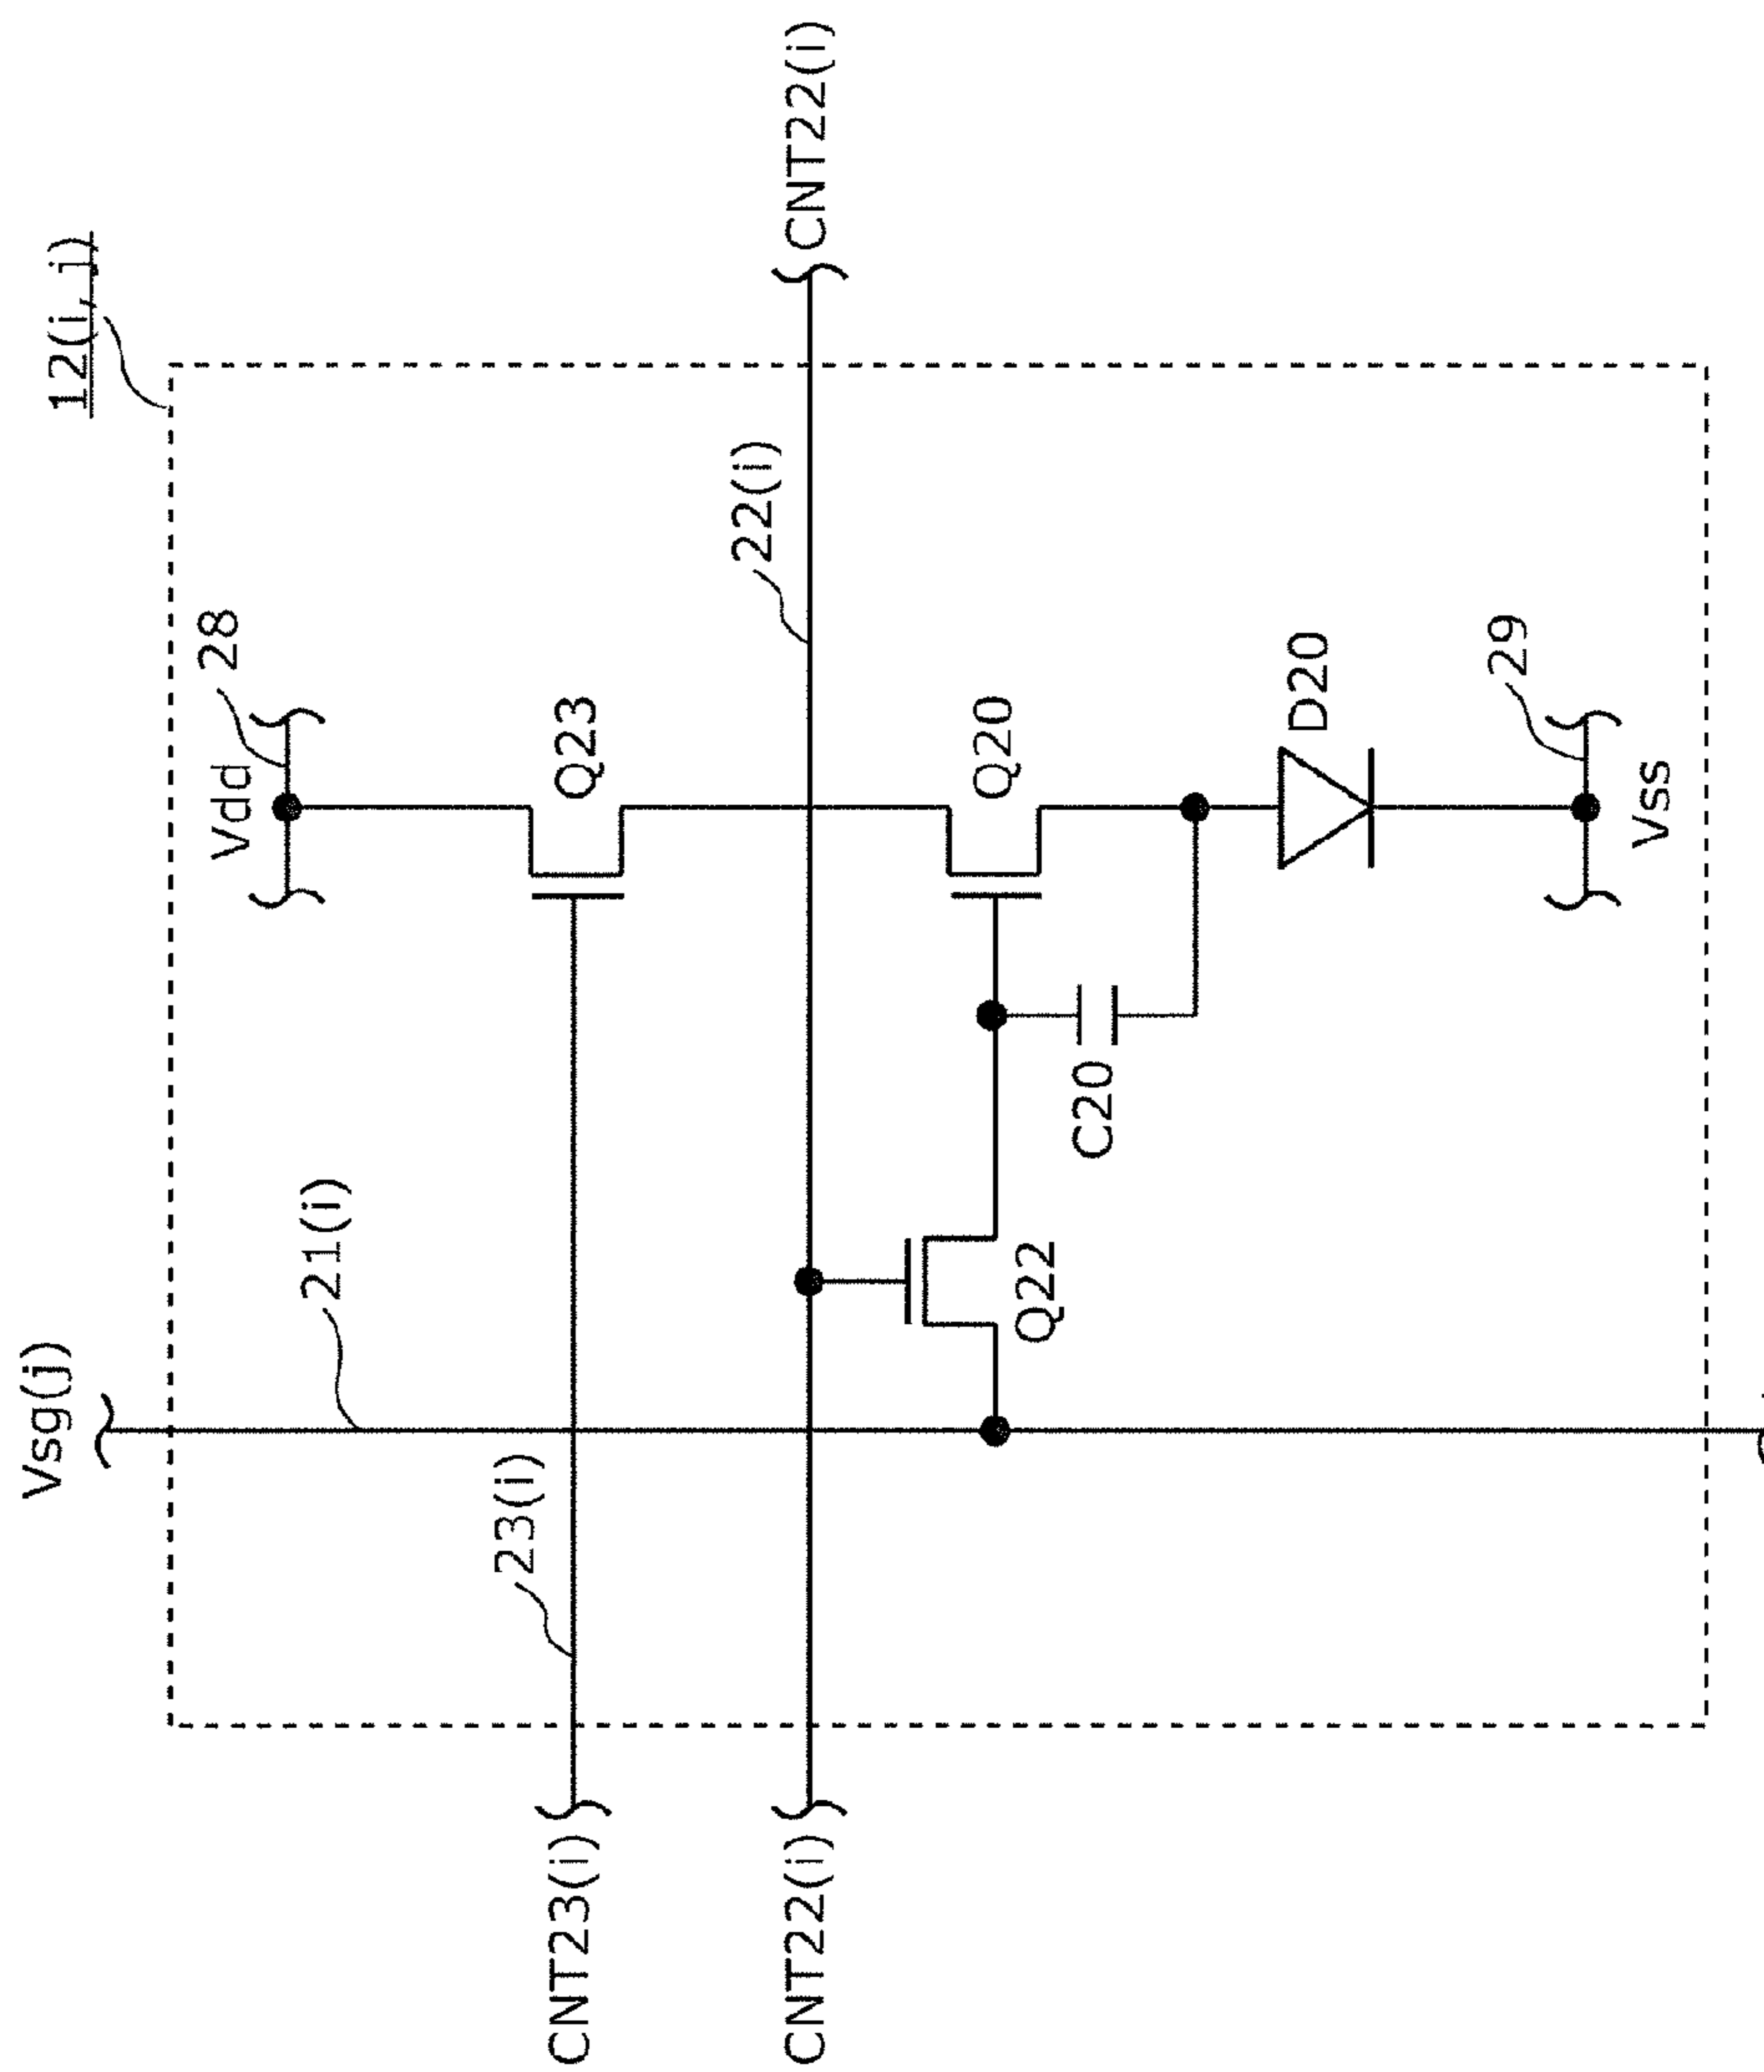 Vsg(j)
12(i,j)
Vdd
28
21(i)
23(i)
CNT23(i)
Q23
22(i)
CNT22(i)
CNT22(i)
Q20
Q22
C20
D20
29
Vss